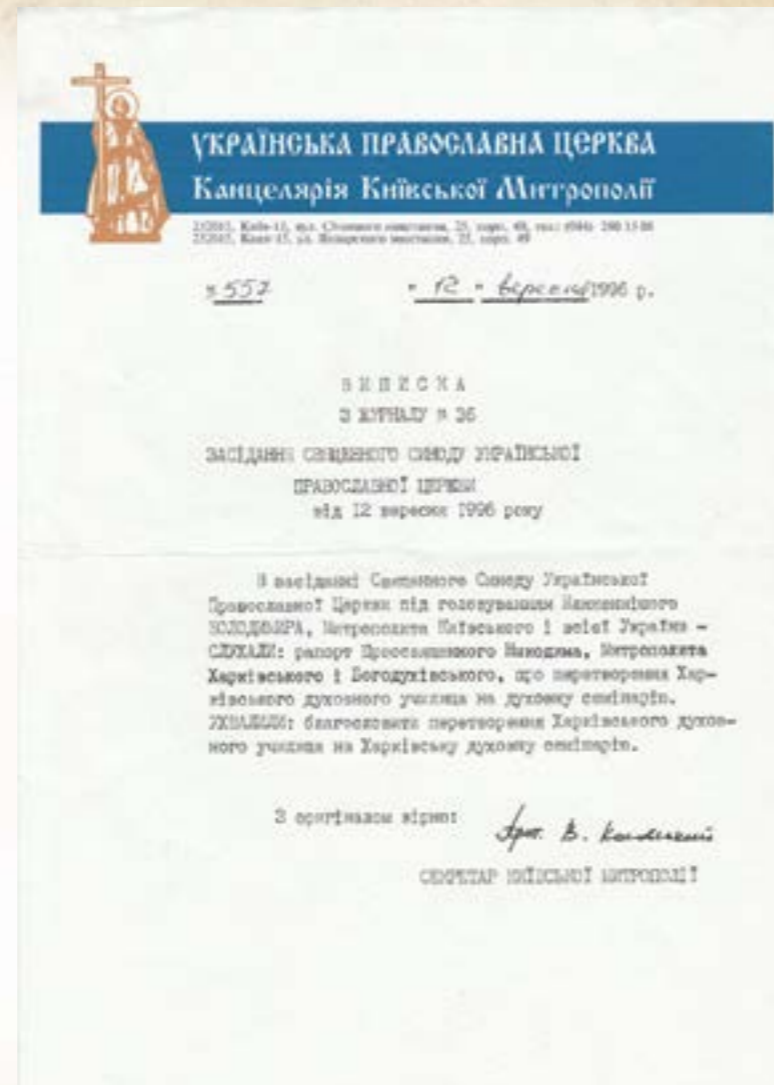 УКРАЇНСЬКА ПРАВОСЛАВНА ЦЕРКВА
Канцелярія Київської Митрополії
№ 557 " 12 " вересня 1996 р.
ВИПИСКА
З ЖУРНАЛУ № 36
ЗАСІДАННЯ СВЯЩЕННОГО СИНОДУ УКРАЇНСЬКОЇ
ПРАВОСЛАВНОЇ ЦЕРКВИ
від 12 вересня 1996 року
В засіданні Священного Синоду Української
Православної Церкви під головуванням Блаженнішого
ВОЛОДИМИРА, Митрополита Київського і всієї України –
СЛУХАЛИ: рапорт Преосвященного Никодима, Митрополита
Харківського і Богодухівського, про перетворення Хар-
ківського духовного училища на духовну семінарію.
УХВАЛИЛИ: благословити перетворення Харківського духов-
ного училища на Харківську духовну семінарію.
З оригіналом вірно:
Прот. В.
СЕКРЕТАР КИЇВСЬКОЇ МИТРОПОЛІЇ